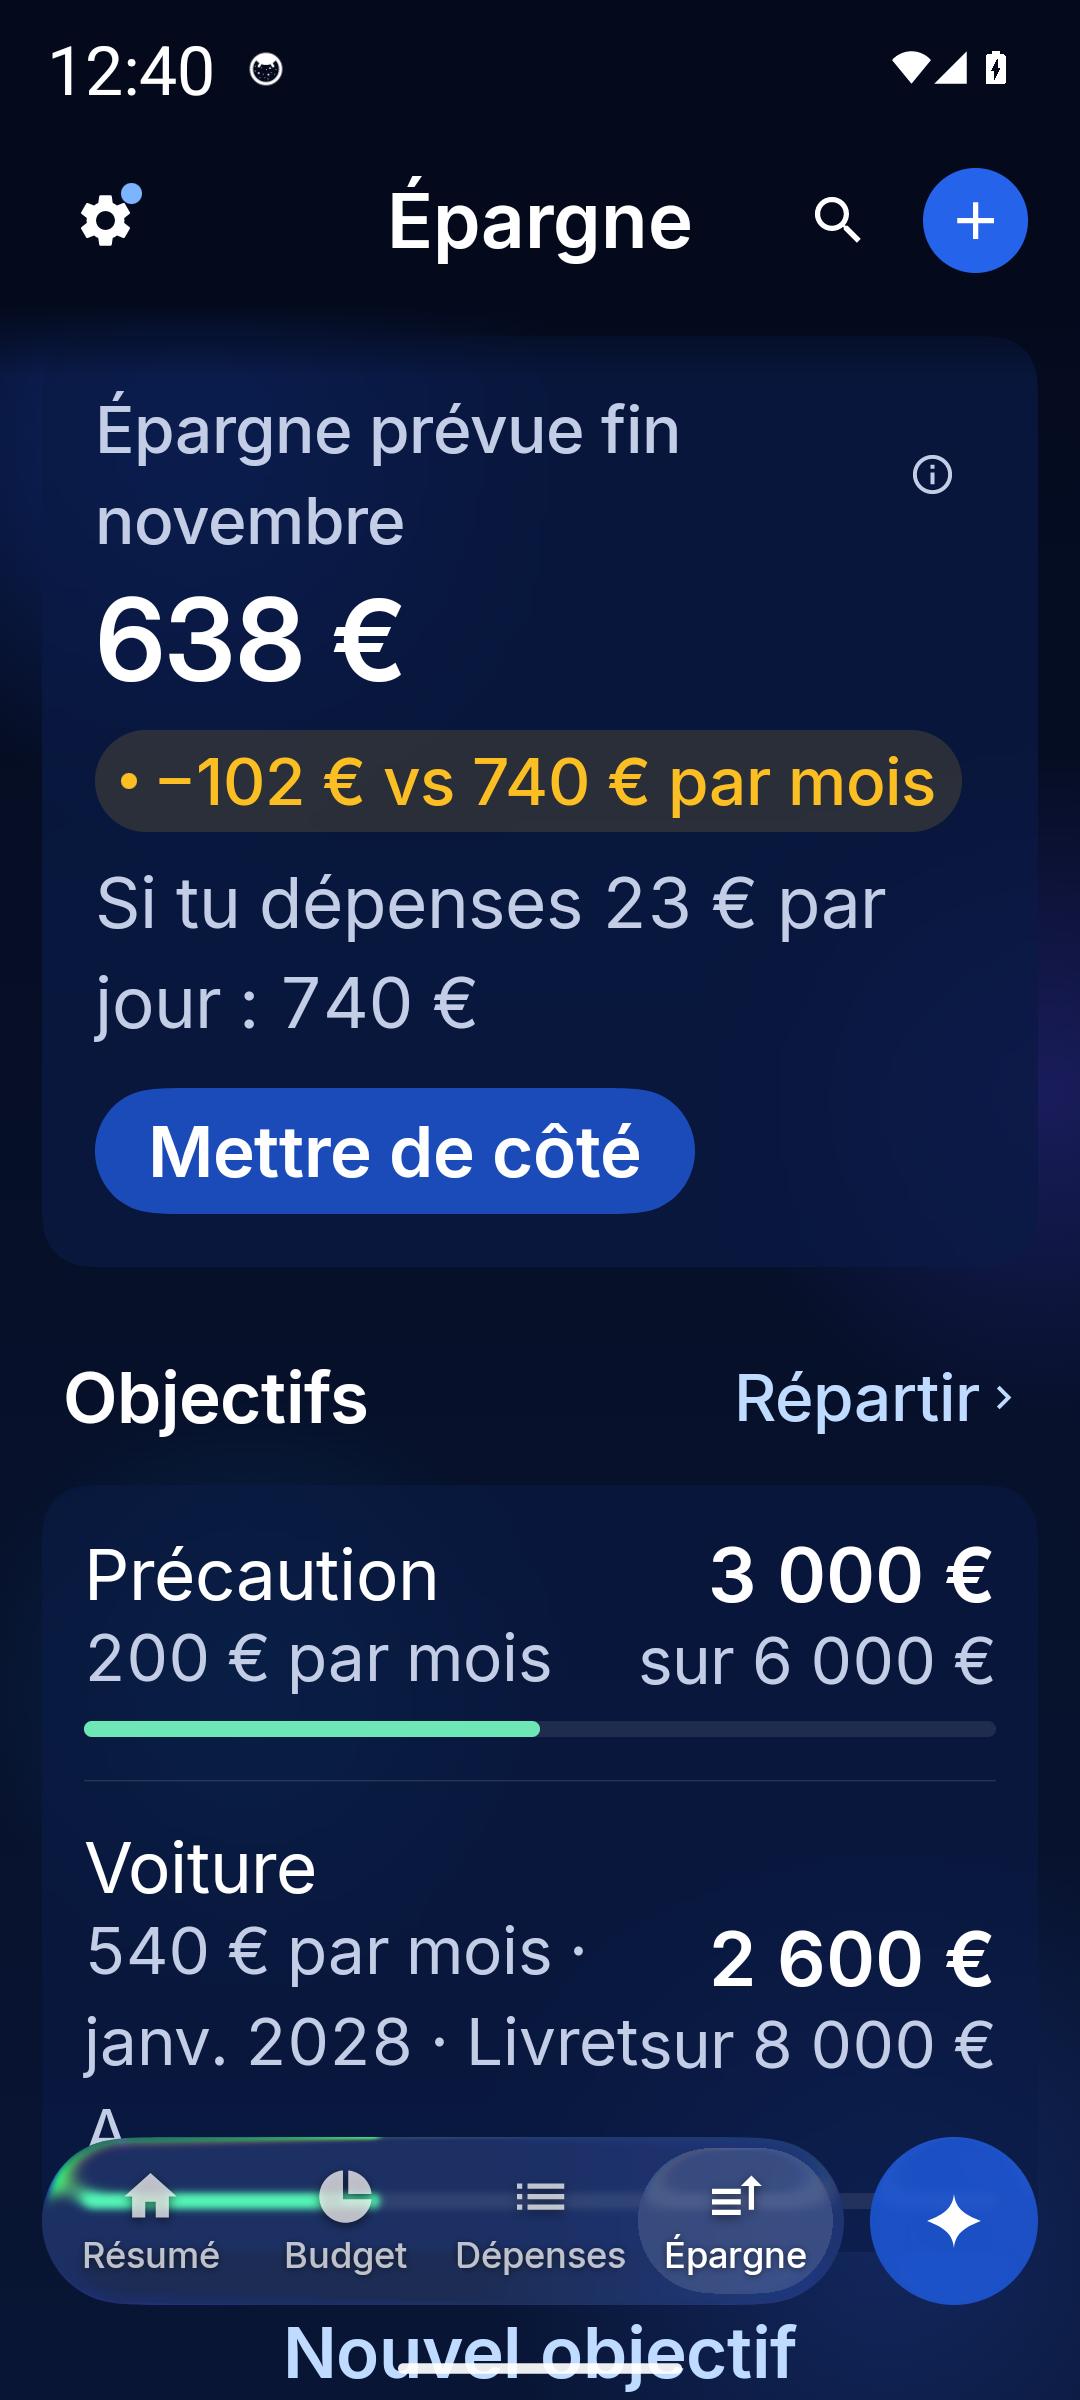 12:40
Épargne
Épargne prévue fin
novembre
638 €
• −102 € vs 740 € par mois
Si tu dépenses 23 € par
jour : 740 €
Mettre de côté
Objectifs
Répartir
Précaution
3 000 €
200 € par mois
sur 6 000 €
Voiture
540 € par mois ·
2 600 €
janv. 2028 · Livret
sur 8 000 €
A
Résumé
Budget
Dépenses
Épargne
Nouvel objectif